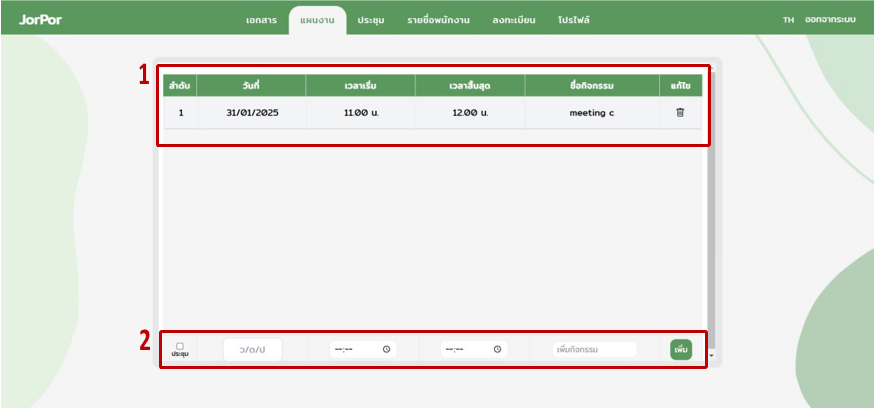 JorPor เอกสาร แผนงาน ประชุม รายชื่อพนักงาน ลงทะเบียน โปรไฟล์ TH ออกจากระบบ
1
ลำดับ วันที่ เวลาเริ่ม เวลาสิ้นสุด ชื่อกิจกรรม แก้ไข
1 31/01/2025 11.00 น. 12.00 น. meeting c
2
ประชุม ว/ด/ป --:-- --:-- เพิ่มกิจกรรม เพิ่ม